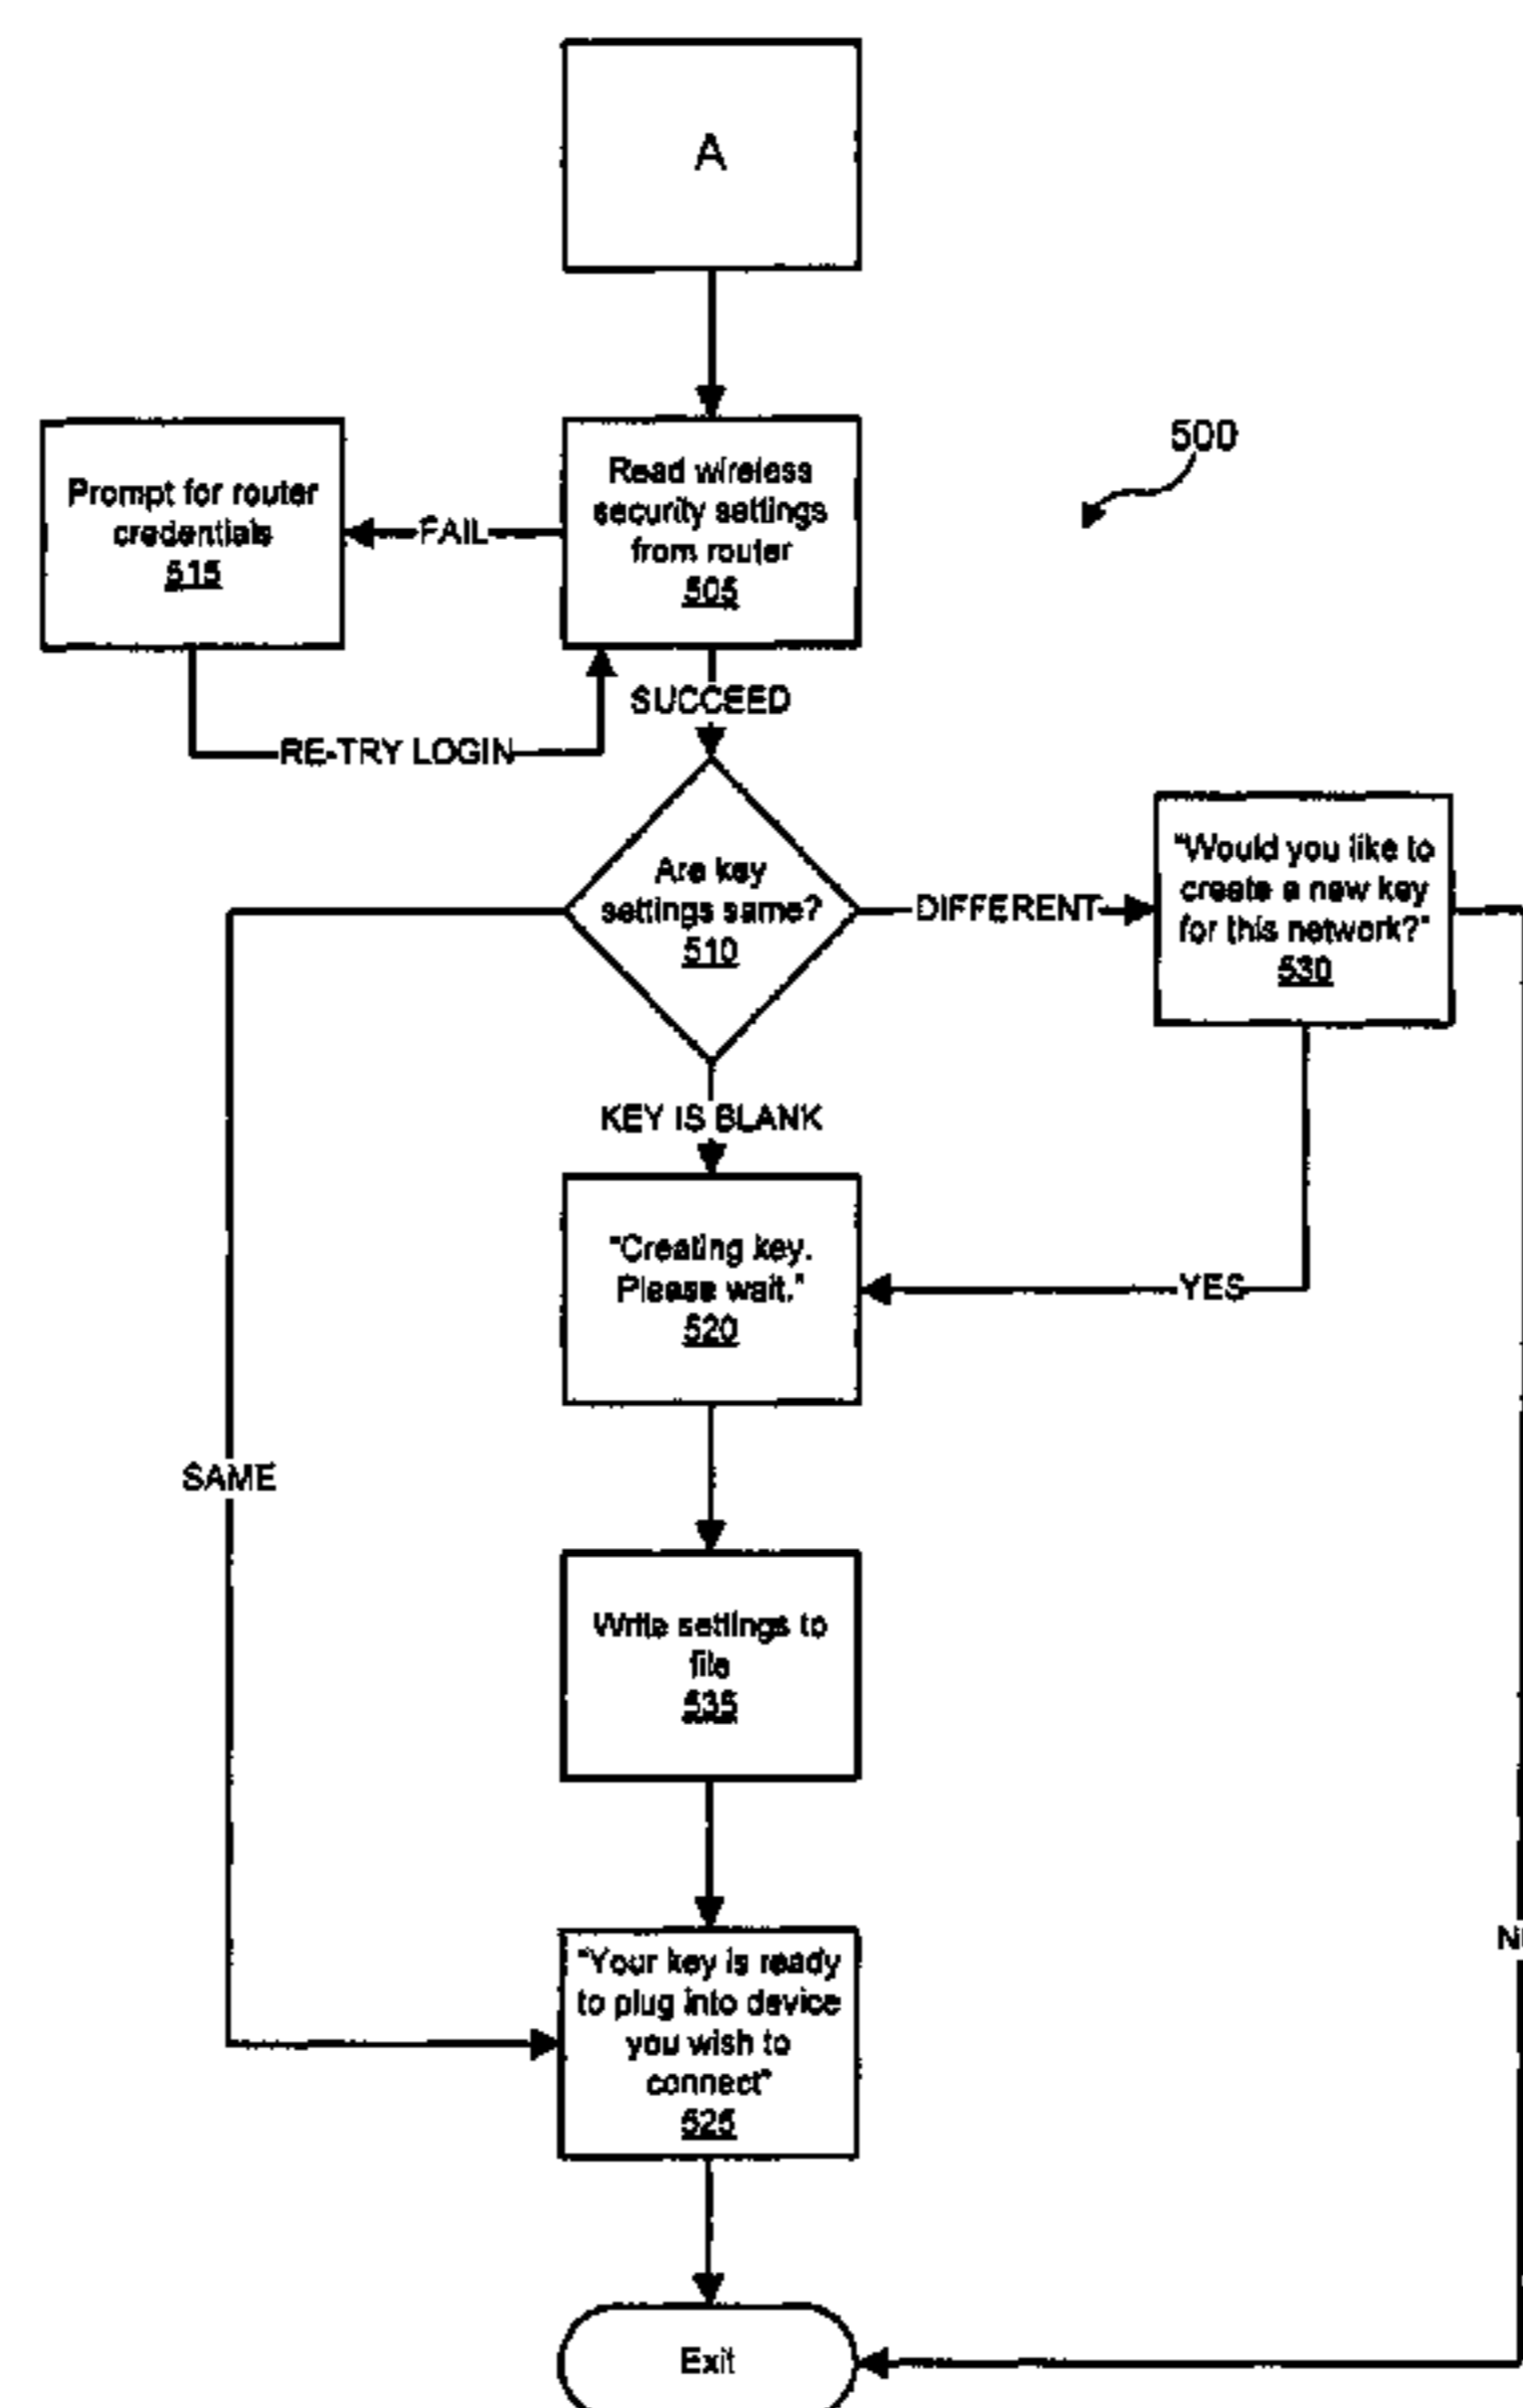 A
500
Prompt for router
credentials
515
FAIL
Read wireless
security settings
from router
505
RE-TRY LOGIN
SUCCEED
Are key
settings same?
510
DIFFERENT
"Would you like to
create a new key
for this network?"
530
KEY IS BLANK
"Creating key.
Please wait."
520
YES
SAME
Write settings to
file
535
"Your key is ready
to plug into device
you wish to
connect"
525
Exit